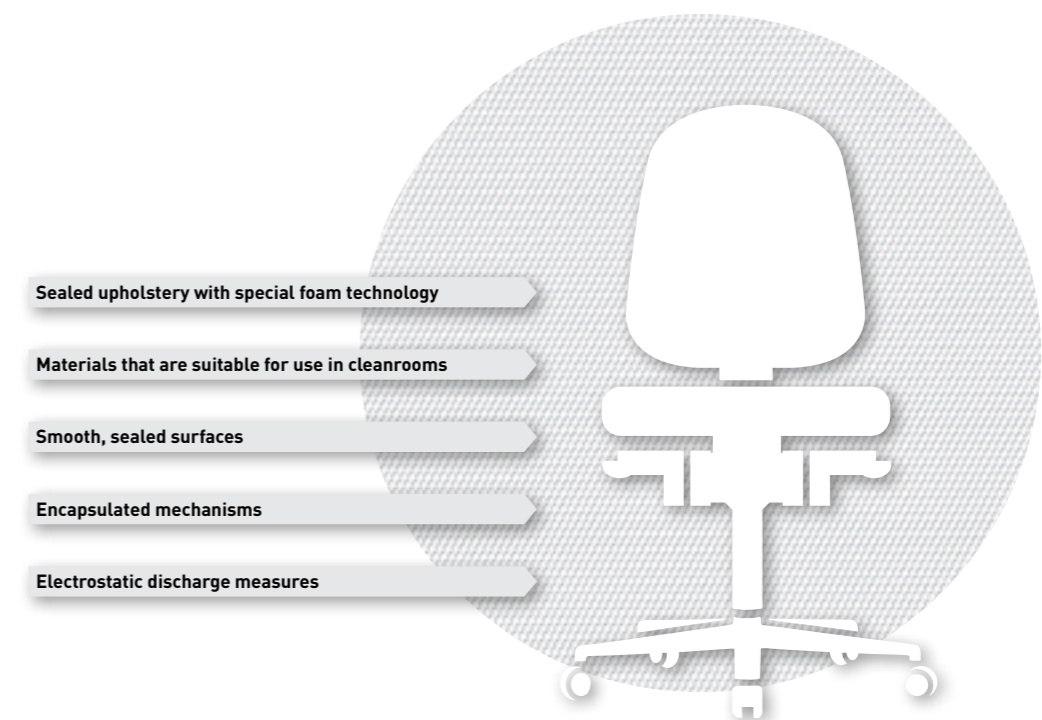 Sealed upholstery with special foam technology
Materials that are suitable for use in cleanrooms
Smooth, sealed surfaces
Encapsulated mechanisms
Electrostatic discharge measures